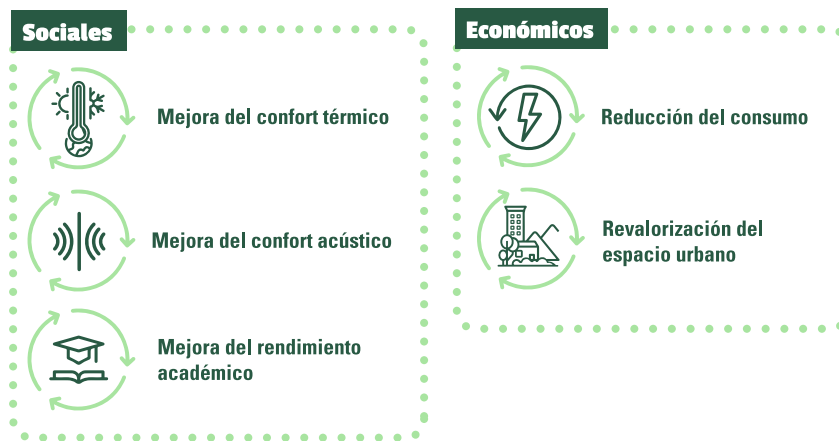 Sociales
Mejora del confort térmico
Mejora del confort acústico
Mejora del rendimiento
académico
Económicos
Reducción del consumo
Revalorización del
espacio urbano